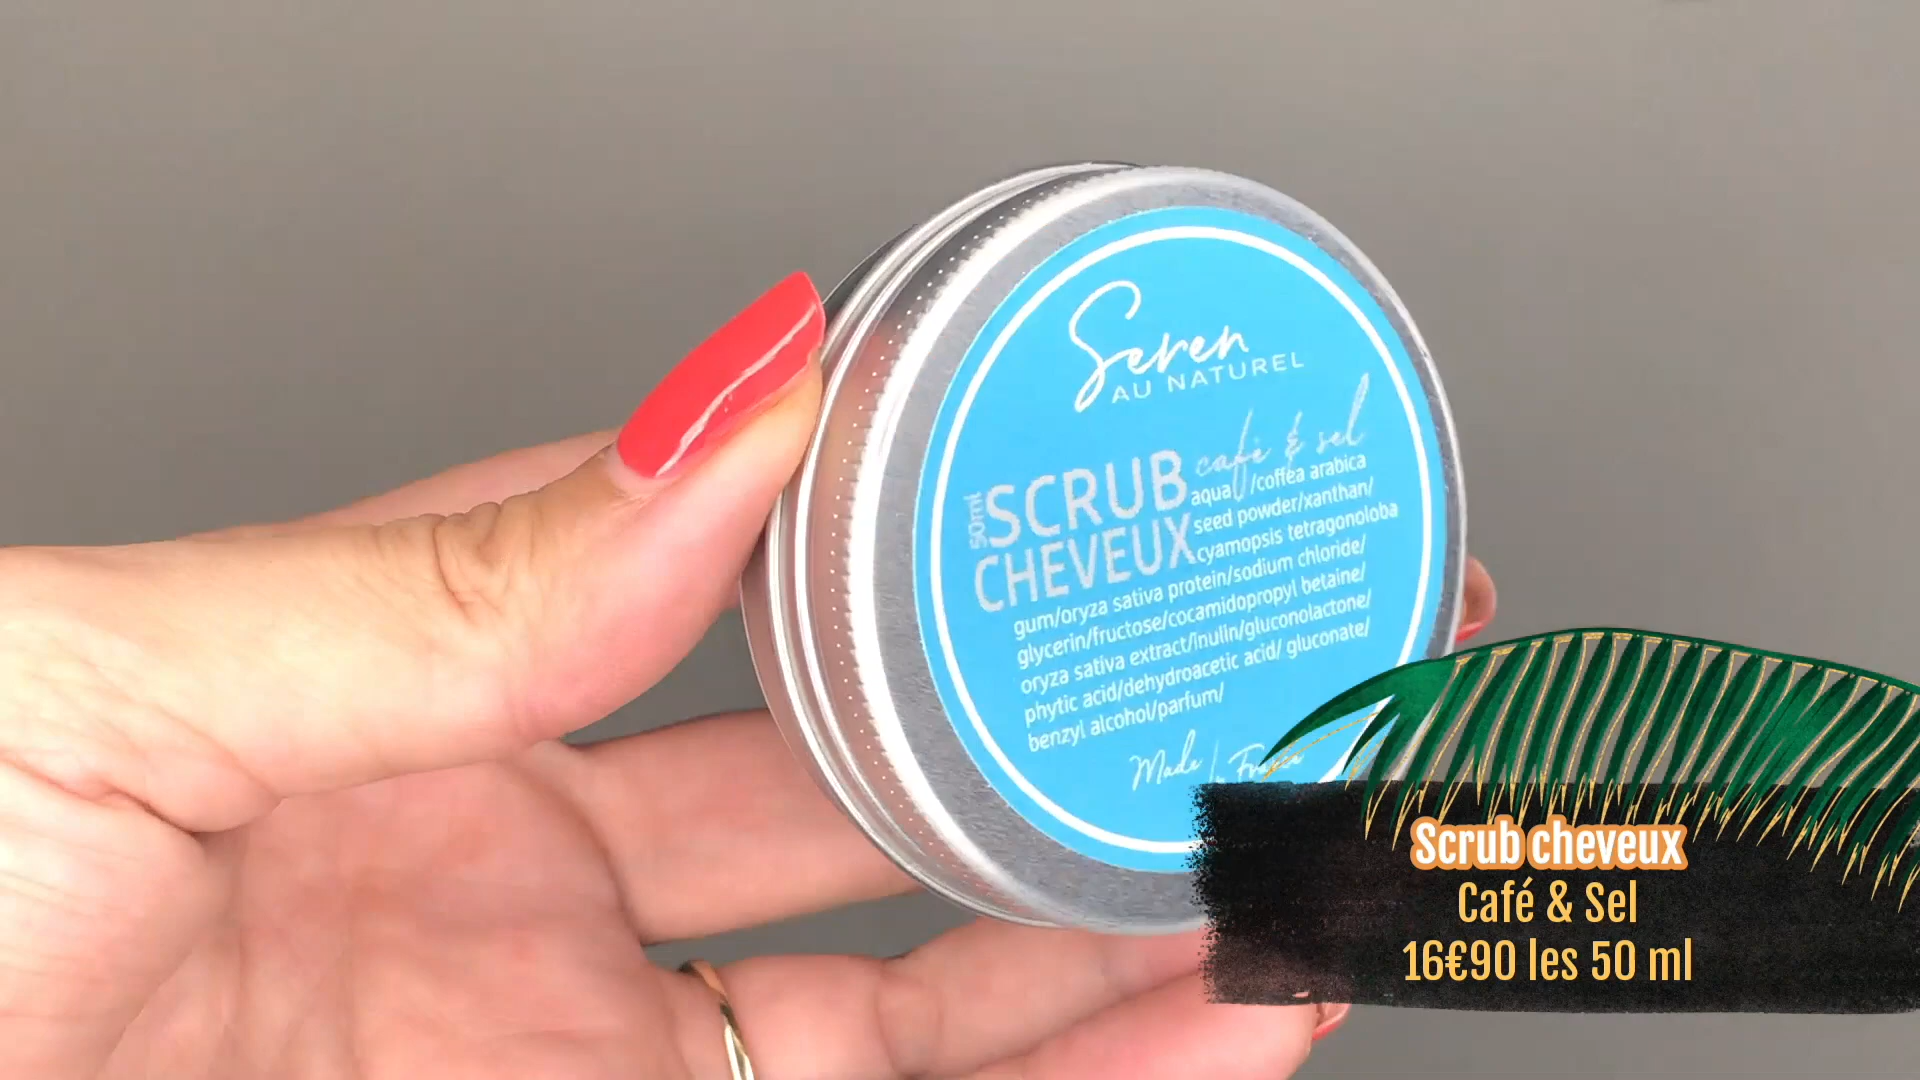 Seren
AU NATUREL
50ml
SCRUB café & sel
CHEVEUX
aqua /coffea arabica
seed powder/xanthan/
cyamopsis tetragonoloba
gum/oryza sativa protein/sodium chloride/
glycerin/fructose/cocamidopropyl betaine/
oryza sativa extract/inulin/gluconolactone/
phytic acid/dehydroacetic acid/ gluconate/
benzyl alcohol/parfum/
Made
Scrub cheveux
Café & Sel
16€90 les 50 ml